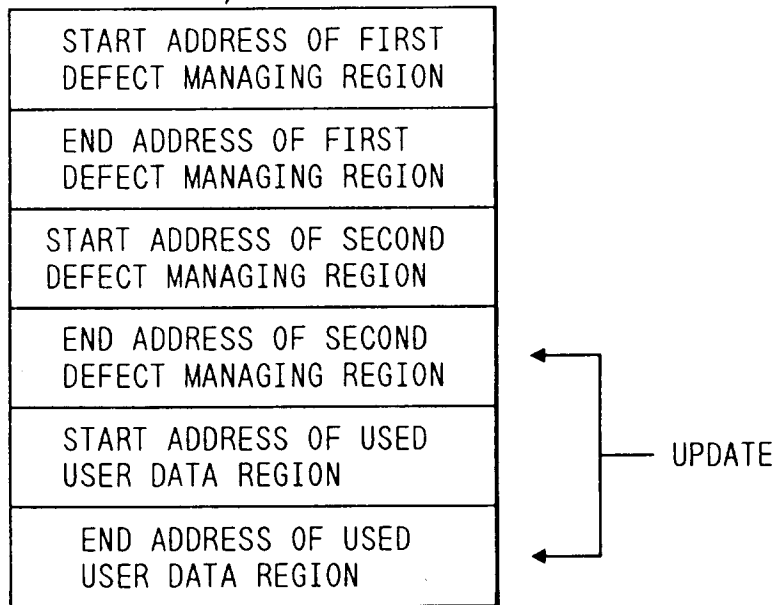 START ADDRESS OF FIRST
DEFECT MANAGING REGION
END ADDRESS OF FIRST
DEFECT MANAGING REGION
START ADDRESS OF SECOND
DEFECT MANAGING REGION
END ADDRESS OF SECOND
DEFECT MANAGING REGION
START ADDRESS OF USED
USER DATA REGION
END ADDRESS OF USED
USER DATA REGION
UPDATE